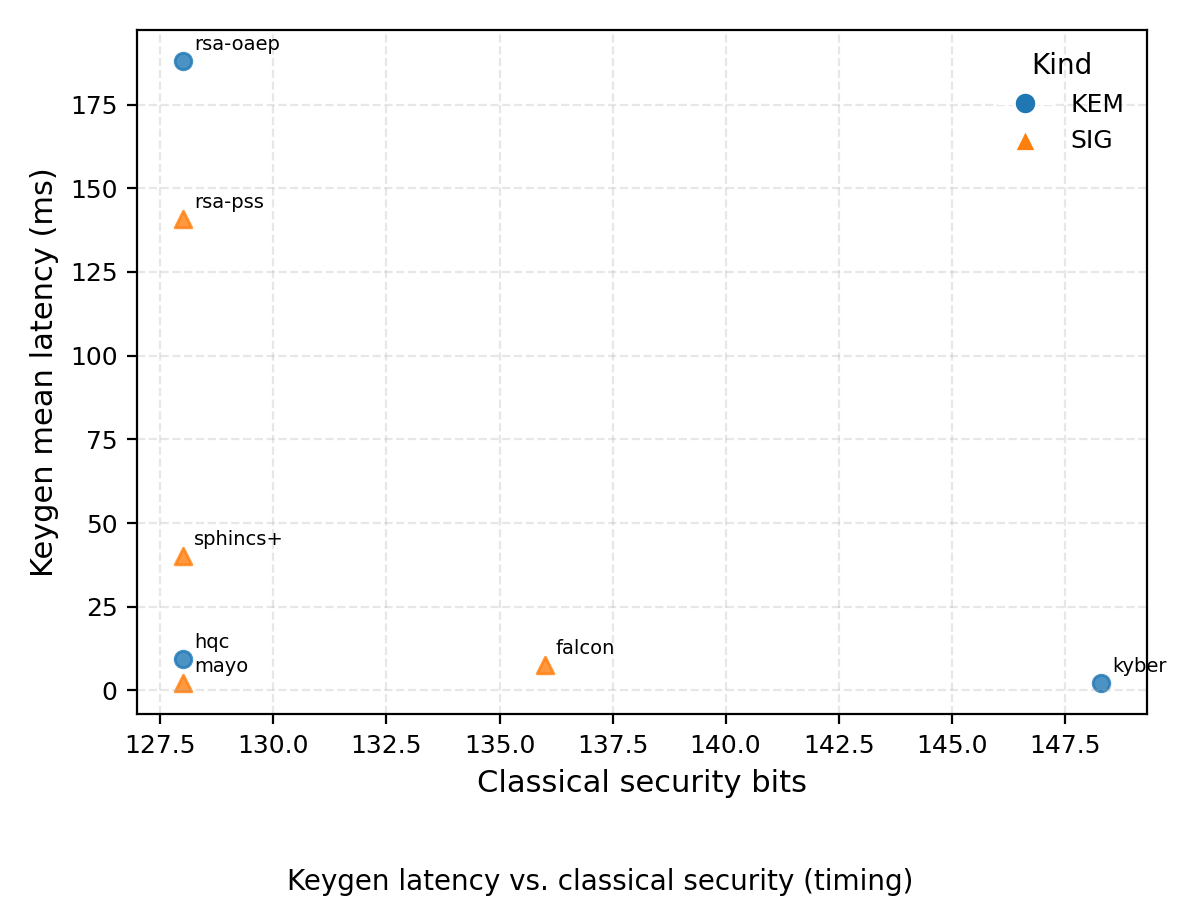 rsa-oaep
Kind
KEM
SIG
175
150
rsa-pss
125
100
75
50
sphincs+
25
hqc
mayo
falcon
kyber
0
Keygen mean latency (ms)
127.5 130.0 132.5 135.0 137.5 140.0 142.5 145.0 147.5
Classical security bits
Keygen latency vs. classical security (timing)